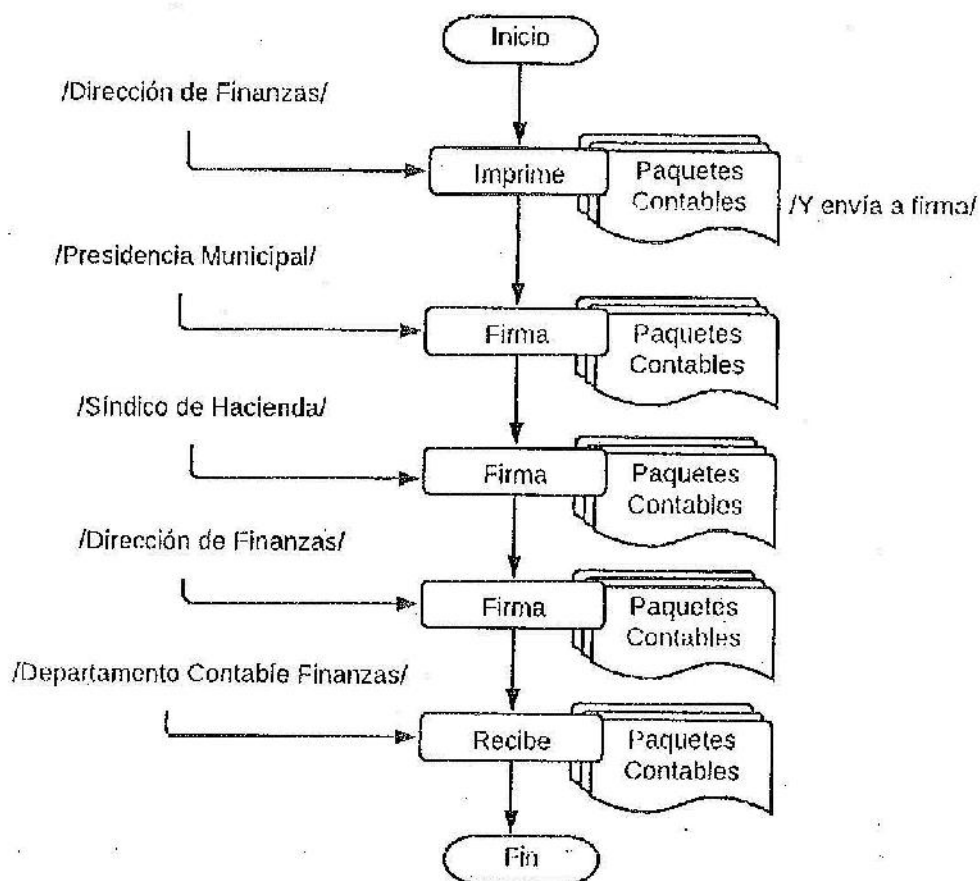 Inicio
/Dirección de Finanzas/
Imprime
Paquetes
Contables
/Y envía a firma/
/Presidencia Municipal/
Firma
Paquetes
Contables
/Síndico de Hacienda/
Firma
Paquetes
Contables
/Dirección de Finanzas/
Firma
Paquetes
Contables
/Departamento Contable Finanzas/
Recibe
Paquetes
Contables
Fin